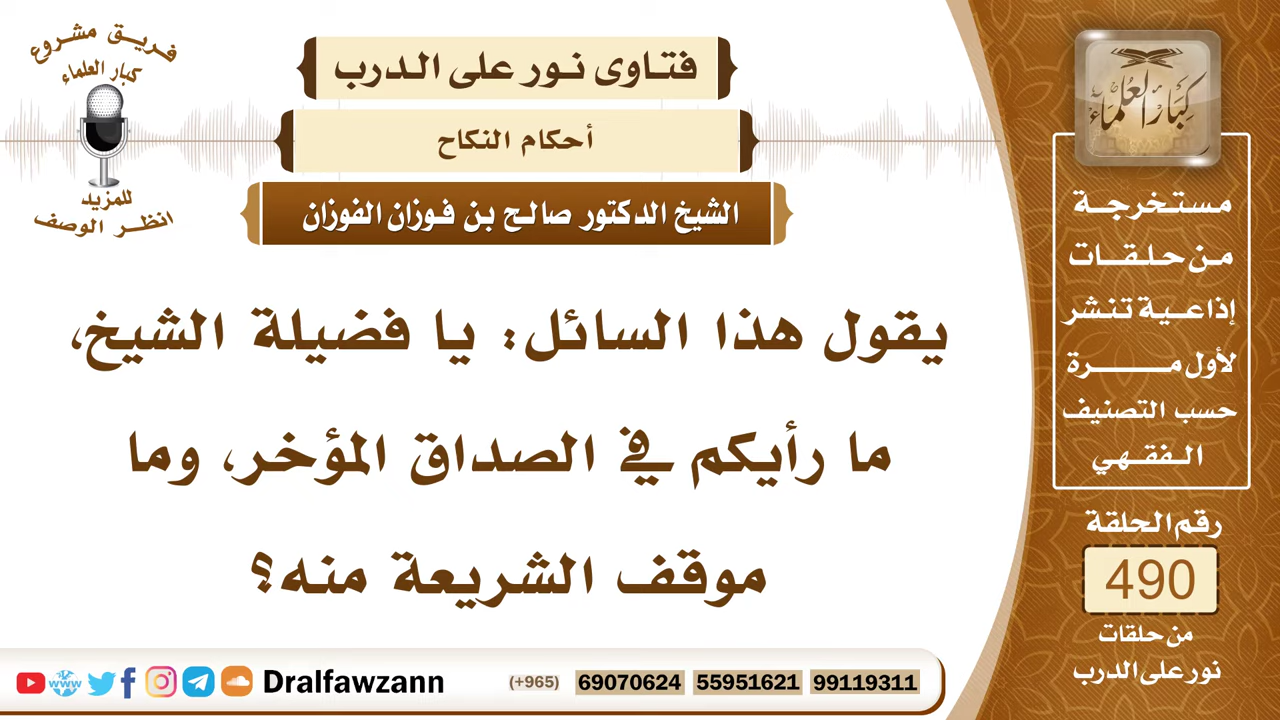 فريق مشروع
كبار العلماء
للمزيد
انظر الوصف
فتاوى نور على الدرب
أحكام النكاح
الشيخ الدكتور صالح بن فوزان الفوزان
يقول هذا السائل: يا فضيلة الشيخ،
ما رأيكم في الصداق المؤخر، وما
موقف الشريعة منه؟
كبار العلماء
مستخرجة
من حلقات
إذاعية تنشر
لأول مرة
حسب التصنيف
الفقهي
رقم الحلقة
490
من حلقات
نور على الدرب
www Dralfawzann (+965) 69070624 55951621 99119311